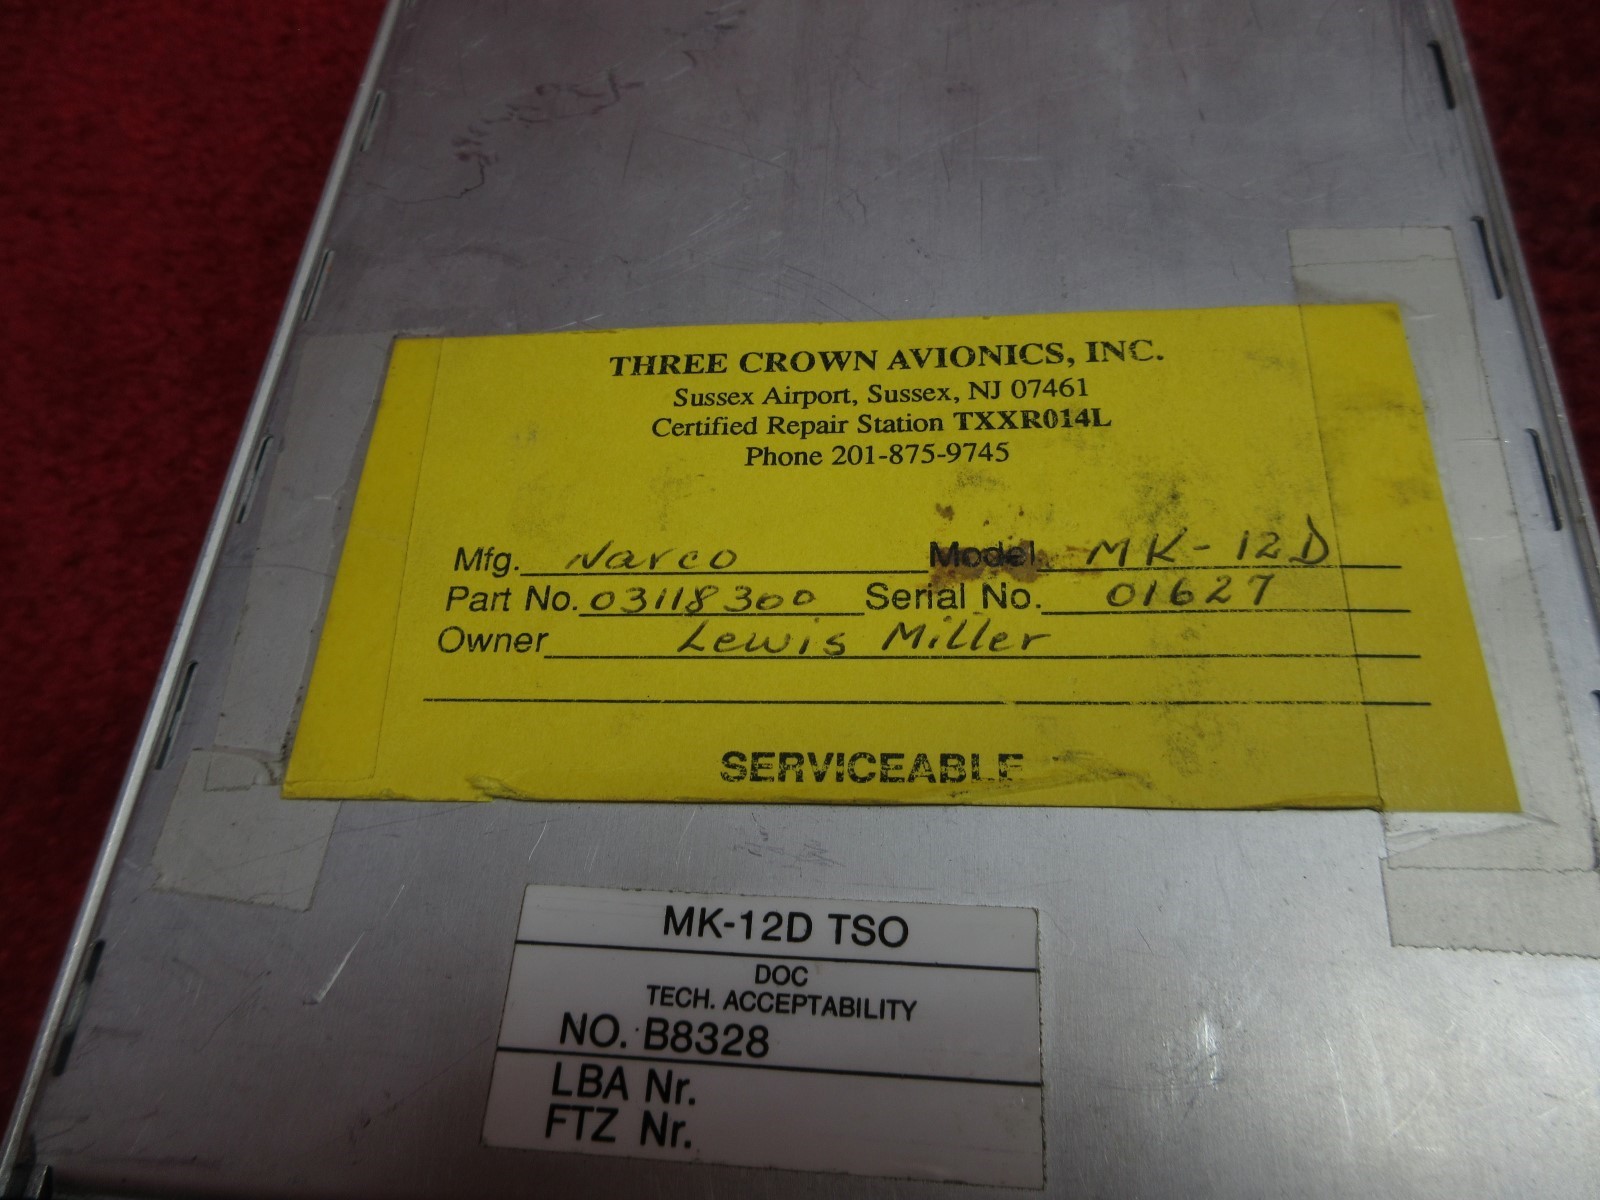 THREE CROWN AVIONICS, INC.
Sussex Airport, Sussex, NJ 07461
Certified Repair Station TXXR014L
Phone 201-875-9745
Mfg. Narco Model MK-12D
Part No. 03118300 Serial No. 01627
Owner Lewis Miller
SERVICEABLE
MK-12D TSO
DOC
TECH. ACCEPTABILITY
NO. B8328
LBA Nr.
FTZ Nr.